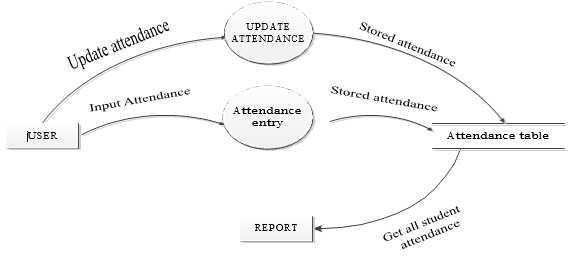 UPDATE
ATTENDANCE
Update attendance
Stored attendance
Input Attendance
Stored attendance
Attendance
entry
USER
Attendance table
REPORT
Get all student
attendance